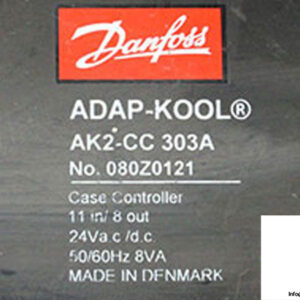 Danfoss
ADAP-KOOL®
AK2-CC 303A
No. 080Z0121
Case Controller
11 in/ 8 out
24Va.c./d.c.
50/60Hz 8VA
MADE IN DENMARK